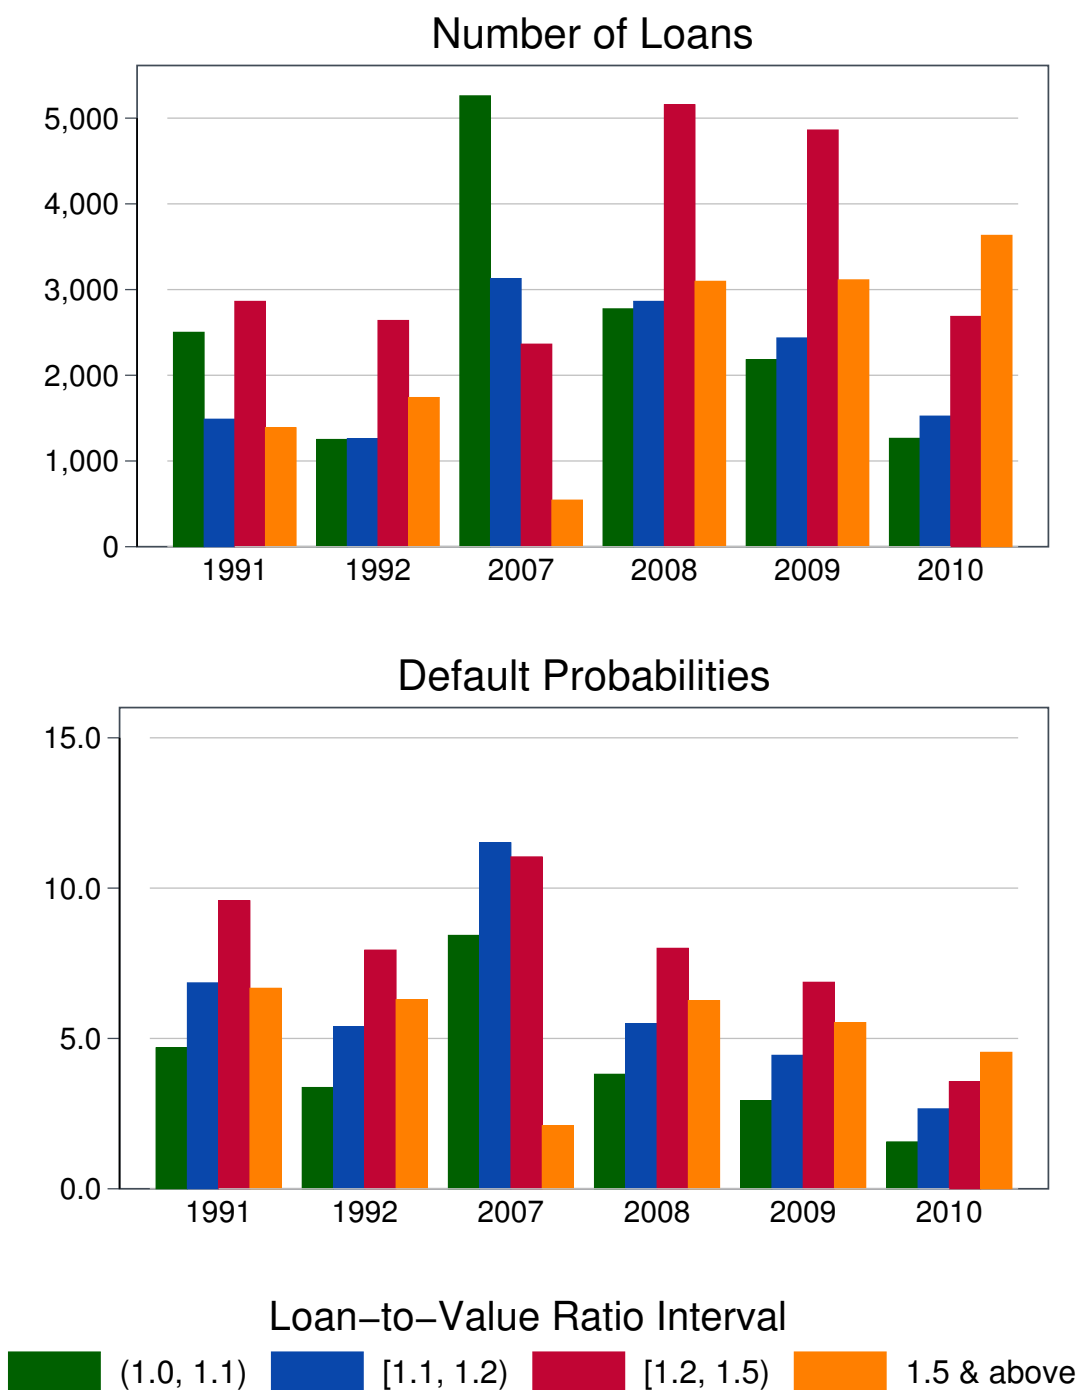 Number of Loans
5,000
4,000
3,000
2,000
1,000
0
1991 1992 2007 2008 2009 2010
Default Probabilities
15.0
10.0
5.0
0.0
1991 1992 2007 2008 2009 2010
Loan−to−Value Ratio Interval
(1.0, 1.1) [1.1, 1.2) [1.2, 1.5) 1.5 & above